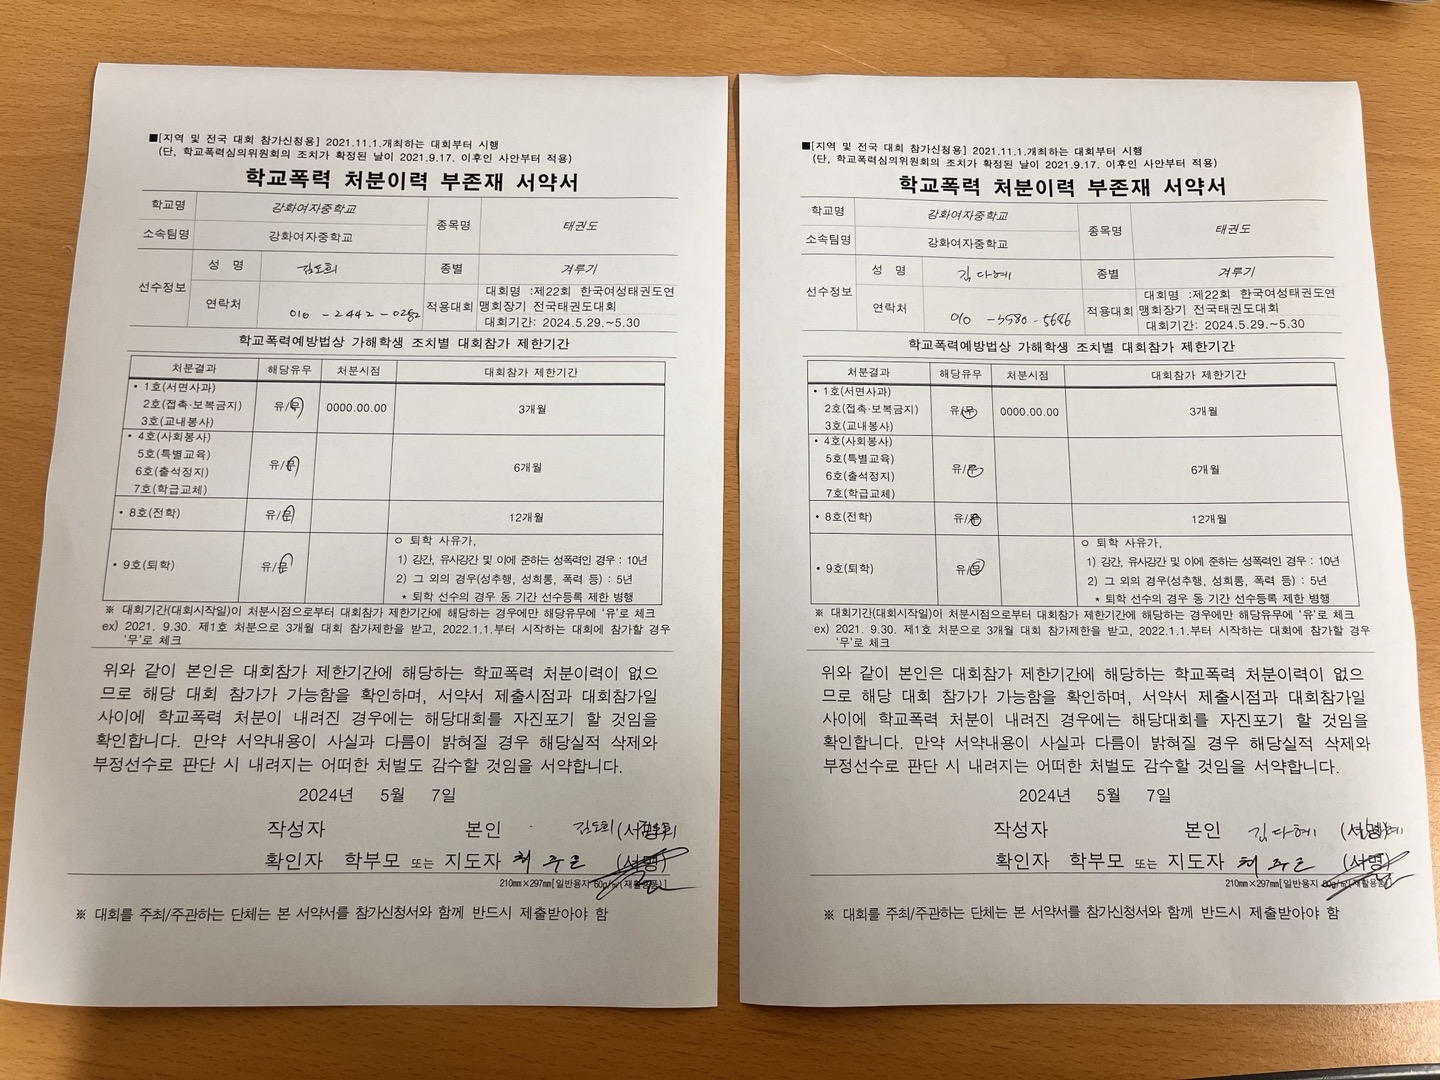 ■[지역 및 전국 대회 참가신청용] 2021.11.1.개최하는 대회부터 시행
(단, 학교폭력심의위원회의 조치가 확정된 날이 2021.9.17. 이후인 사안부터 적용)
학교폭력 처분이력 부존재 서약서
학교명 강화여자중학교 종목명 태권도
소속팀명 강화여자중학교
선수정보 성 명 김도희 종별 겨루기
연락처 010 - 2442 - 0282 적용대회 대회명 :제22회 한국여성태권도연
맹회장기 전국태권도대회
대회기간: 2024.5.29.~5.30
학교폭력예방법상 가해학생 조치별 대회참가 제한기간
처분결과 해당유무 처분시점 대회참가 제한기간
• 1호(서면사과)
2호(접촉·보복금지) 유/무 0000.00.00 3개월
3호(교내봉사)
• 4호(사회봉사)
5호(특별교육) 유/무 6개월
6호(출석정지)
7호(학급교체)
• 8호(전학) 유/무 12개월
• 9호(퇴학) 유/무 ㅇ 퇴학 사유가,
1) 강간, 유사강간 및 이에 준하는 성폭력인 경우 : 10년
2) 그 외의 경우(성추행, 성희롱, 폭력 등) : 5년
* 퇴학 선수의 경우 동 기간 선수등록 제한 병행
※ 대회기간(대회시작일)이 처분시점으로부터 대회참가 제한기간에 해당하는 경우에만 해당유무에 '유'로 체크
ex) 2021. 9.30. 제1호 처분으로 3개월 대회 참가제한을 받고, 2022.1.1.부터 시작하는 대회에 참가할 경우
'무'로 체크
위와 같이 본인은 대회참가 제한기간에 해당하는 학교폭력 처분이력이 없으
므로 해당 대회 참가가 가능함을 확인하며, 서약서 제출시점과 대회참가일
사이에 학교폭력 처분이 내려진 경우에는 해당대회를 자진포기 할 것임을
확인합니다. 만약 서약내용이 사실과 다름이 밝혀질 경우 해당실적 삭제와
부정선수로 판단 시 내려지는 어떠한 처벌도 감수할 것임을 서약합니다.
2024년 5월 7일
작성자 본인 김도희 (서명)
확인자 학부모 또는 지도자 (서명)
210㎜×297㎜[일반용지 60g/㎡(재활용품)]
※ 대회를 주최/주관하는 단체는 본 서약서를 참가신청서와 함께 반드시 제출받아야 함
■[지역 및 전국 대회 참가신청용] 2021.11.1.개최하는 대회부터 시행
(단, 학교폭력심의위원회의 조치가 확정된 날이 2021.9.17. 이후인 사안부터 적용)
학교폭력 처분이력 부존재 서약서
학교명 강화여자중학교 종목명 태권도
소속팀명 강화여자중학교
선수정보 성 명 김다예 종별 겨루기
연락처 010 - 5580 - 5686 적용대회 대회명 :제22회 한국여성태권도연
맹회장기 전국태권도대회
대회기간: 2024.5.29.~5.30
학교폭력예방법상 가해학생 조치별 대회참가 제한기간
처분결과 해당유무 처분시점 대회참가 제한기간
• 1호(서면사과)
2호(접촉·보복금지) 유/무 0000.00.00 3개월
3호(교내봉사)
• 4호(사회봉사)
5호(특별교육) 유/무 6개월
6호(출석정지)
7호(학급교체)
• 8호(전학) 유/무 12개월
• 9호(퇴학) 유/무 ㅇ 퇴학 사유가,
1) 강간, 유사강간 및 이에 준하는 성폭력인 경우 : 10년
2) 그 외의 경우(성추행, 성희롱, 폭력 등) : 5년
* 퇴학 선수의 경우 동 기간 선수등록 제한 병행
※ 대회기간(대회시작일)이 처분시점으로부터 대회참가 제한기간에 해당하는 경우에만 해당유무에 '유'로 체크
ex) 2021. 9.30. 제1호 처분으로 3개월 대회 참가제한을 받고, 2022.1.1.부터 시작하는 대회에 참가할 경우
'무'로 체크
위와 같이 본인은 대회참가 제한기간에 해당하는 학교폭력 처분이력이 없으
므로 해당 대회 참가가 가능함을 확인하며, 서약서 제출시점과 대회참가일
사이에 학교폭력 처분이 내려진 경우에는 해당대회를 자진포기 할 것임을
확인합니다. 만약 서약내용이 사실과 다름이 밝혀질 경우 해당실적 삭제와
부정선수로 판단 시 내려지는 어떠한 처벌도 감수할 것임을 서약합니다.
2024년 5월 7일
작성자 본인 김다예 (서명)
확인자 학부모 또는 지도자 (서명)
210㎜×297㎜[일반용지 60g/㎡(재활용품)]
※ 대회를 주최/주관하는 단체는 본 서약서를 참가신청서와 함께 반드시 제출받아야 함